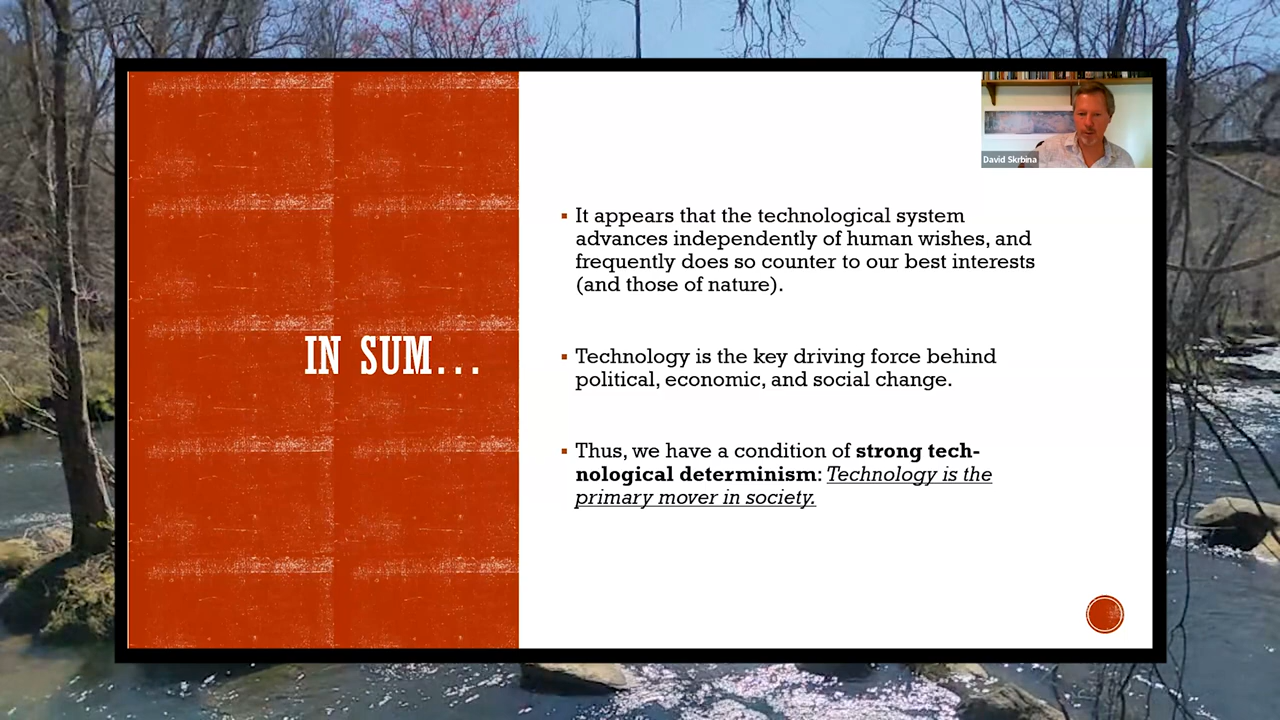 David Skrbina
IN SUM...
▪ It appears that the technological system
advances independently of human wishes, and
frequently does so counter to our best interests
(and those of nature).
▪ Technology is the key driving force behind
political, economic, and social change.
▪ Thus, we have a condition of strong tech-
nological determinism: Technology is the
primary mover in society.